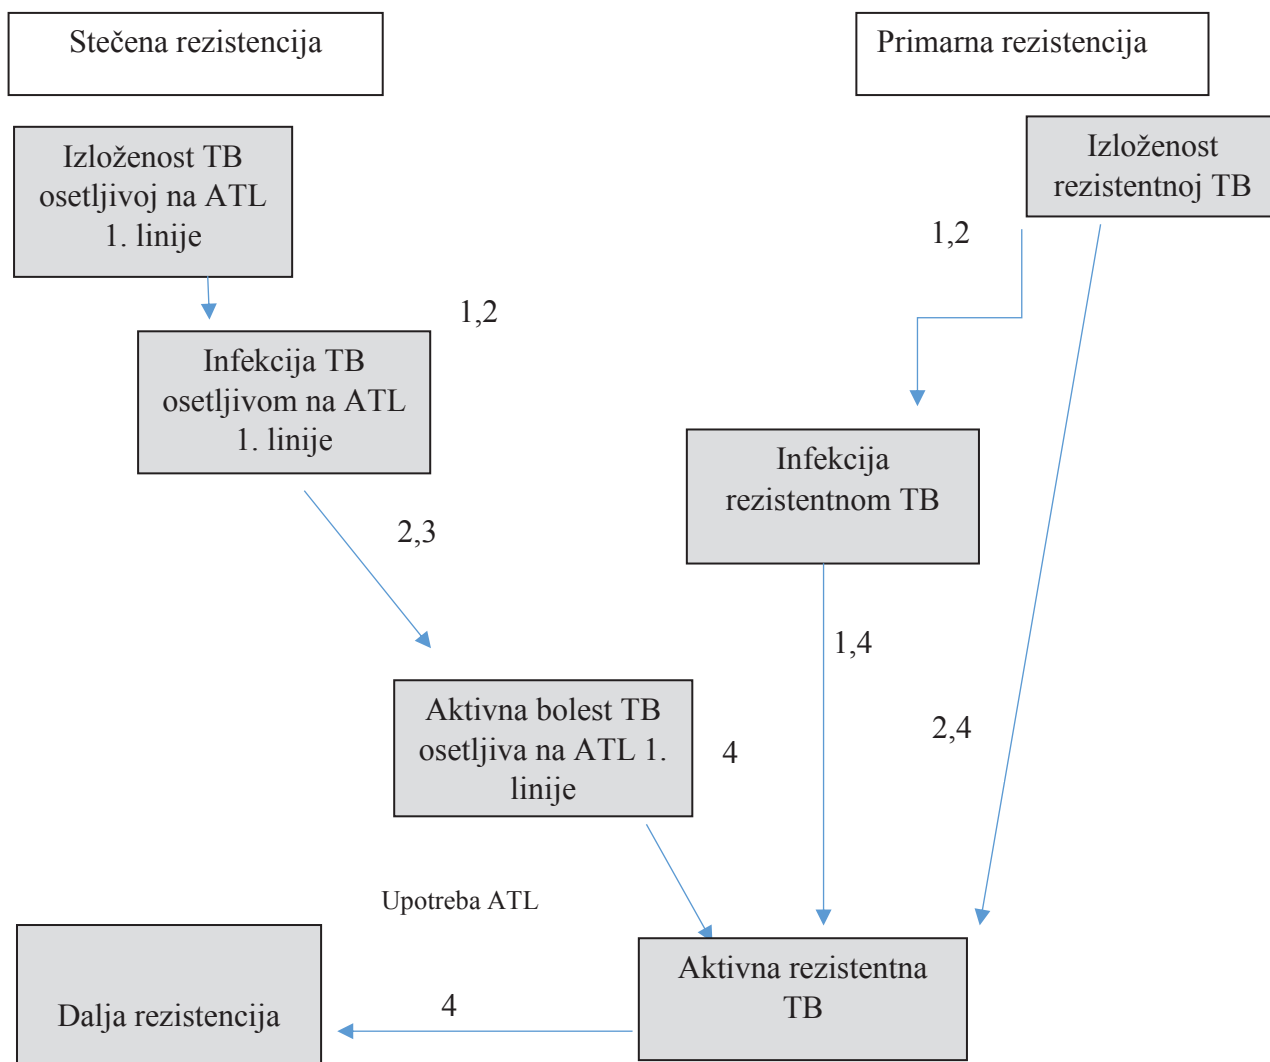 Stečena rezistencija
Primarna rezistencija
Izloženost TB
osetljivoj na ATL
1. linije
Izloženost
rezistentnoj TB
1,2
1,2
Infekcija TB
osetljivom na ATL
1. linije
Infekcija
rezistentnom TB
2,3
1,4
Aktivna bolest TB
osetljiva na ATL 1.
linije
4
2,4
Upotreba ATL
Aktivna rezistentna
TB
Dalja rezistencija
4